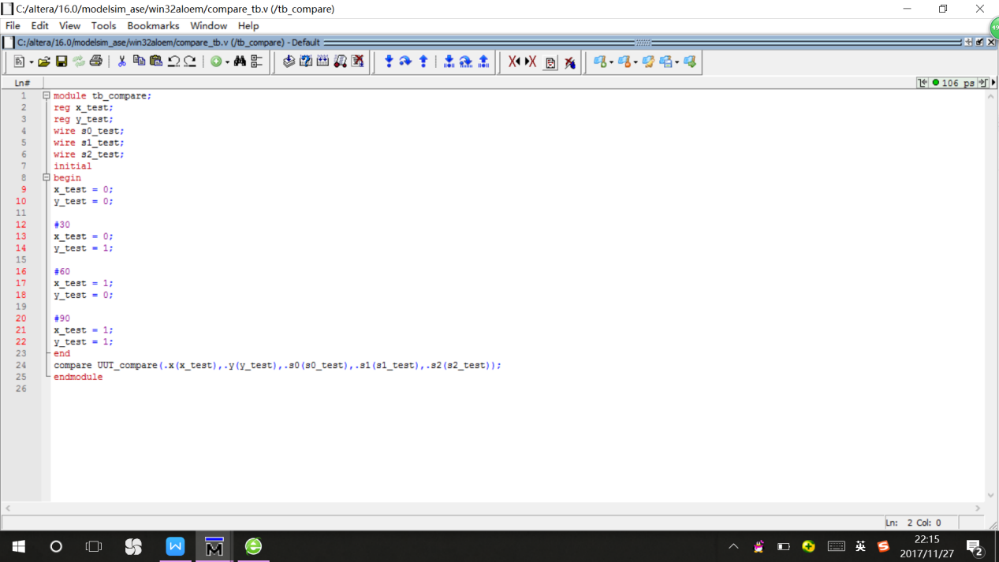 C:/altera/16.0/modelsim_ase/win32aloem/compare_tb.v (/tb_compare)
File Edit View Tools Bookmarks Window Help
C:/altera/16.0/modelsim_ase/win32aloem/compare_tb.v (/tb_compare) - Default
Ln#
106 ps
1 module tb_compare;
2 reg x_test;
3 reg y_test;
4 wire s0_test;
5 wire s1_test;
6 wire s2_test;
7 initial
8 begin
9 x_test = 0;
10 y_test = 0;
11
12 #30
13 x_test = 0;
14 y_test = 1;
15
16 #60
17 x_test = 1;
18 y_test = 0;
19
20 #90
21 x_test = 1;
22 y_test = 1;
23 end
24 compare UUT_compare(.x(x_test),.y(y_test),.s0(s0_test),.s1(s1_test),.s2(s2_test));
25 endmodule
26
Ln: 2 Col: 0
英
22:15
2017/11/27
2